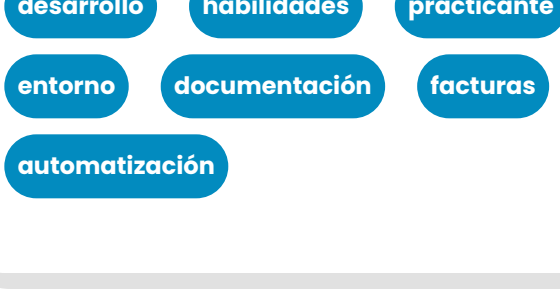 desarrollo habilidades practicante
entorno documentación facturas
automatización